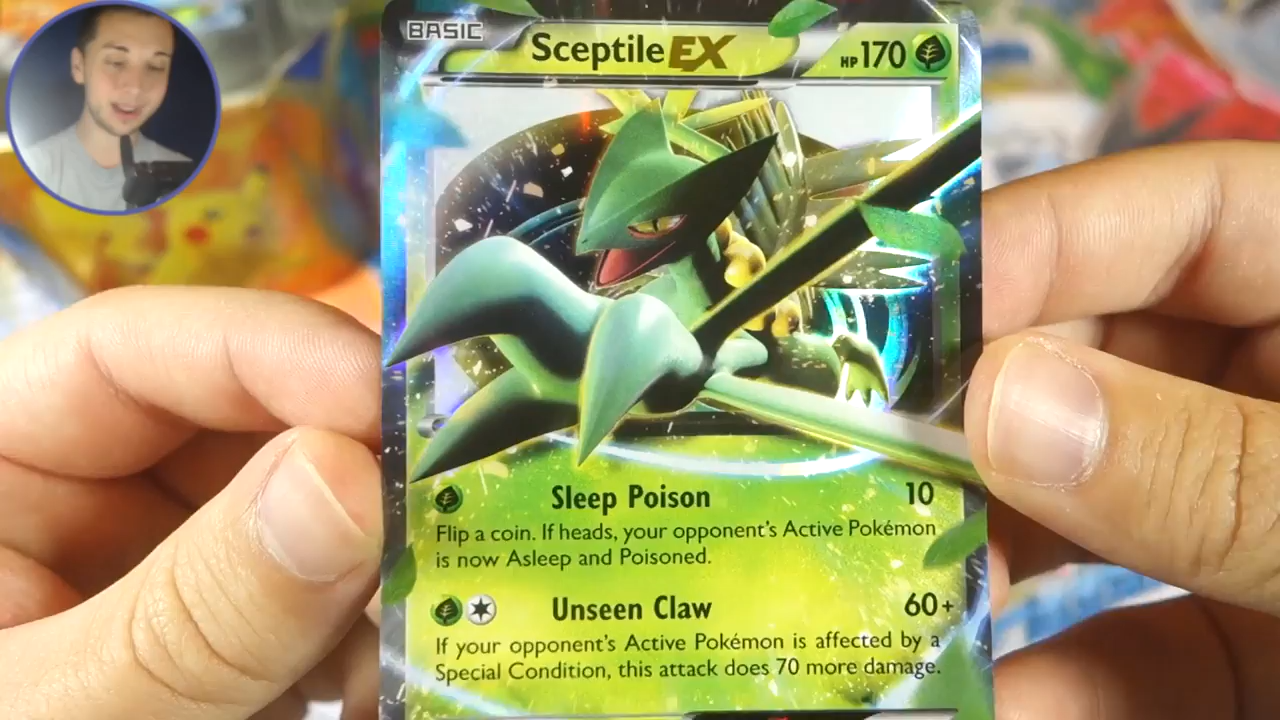 BASIC
Sceptile EX
HP 170
Sleep Poison 10
Flip a coin. If heads, your opponent's Active Pokémon
is now Asleep and Poisoned.
Unseen Claw 60+
If your opponent's Active Pokémon is affected by a
Special Condition, this attack does 70 more damage.